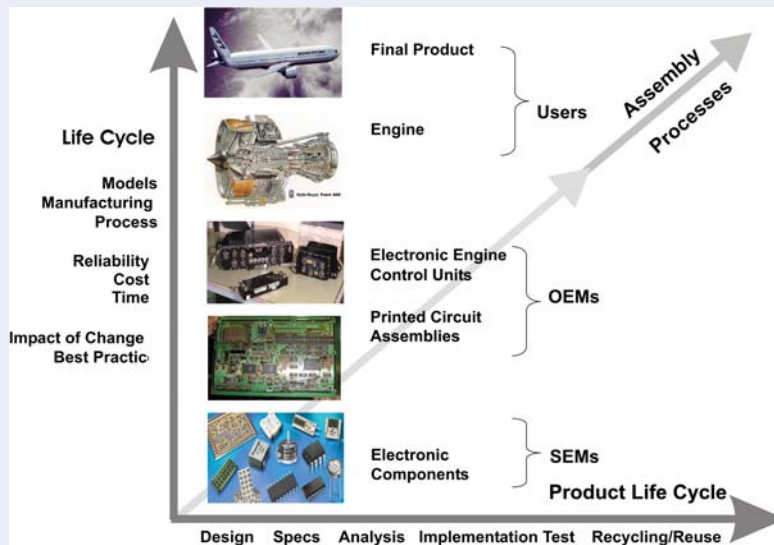 Final Product
Users
Assembly
Processes
Engine
Life Cycle
Models
Manufacturing
Process
Reliability
Cost
Time
Electronic Engine
Control Units
OEMs
Printed Circuit
Assemblies
Impact of Change
Best Practic
Electronic
Components
SEMs
Product Life Cycle
Design Specs Analysis Implementation Test Recycling/Reuse